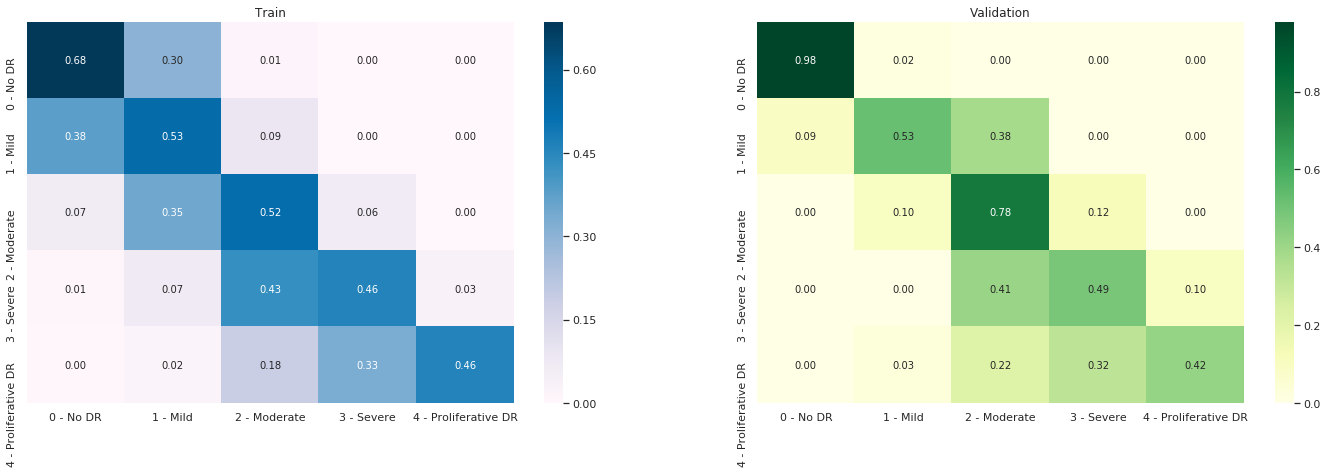 Train
0 - No DR
1 - Mild
2 - Moderate
3 - Severe
4 - Proliferative DR
0.68 0.30 0.01 0.00 0.00
0.38 0.53 0.09 0.00 0.00
0.07 0.35 0.52 0.06 0.00
0.01 0.07 0.43 0.46 0.03
0.00 0.02 0.18 0.33 0.46
0 - No DR 1 - Mild 2 - Moderate 3 - Severe 4 - Proliferative DR
0.60
0.45
0.30
0.15
0.00
Validation
0 - No DR
1 - Mild
2 - Moderate
3 - Severe
4 - Proliferative DR
0.98 0.02 0.00 0.00 0.00
0.09 0.53 0.38 0.00 0.00
0.00 0.10 0.78 0.12 0.00
0.00 0.00 0.41 0.49 0.10
0.00 0.03 0.22 0.32 0.42
0 - No DR 1 - Mild 2 - Moderate 3 - Severe 4 - Proliferative DR
0.8
0.6
0.4
0.2
0.0